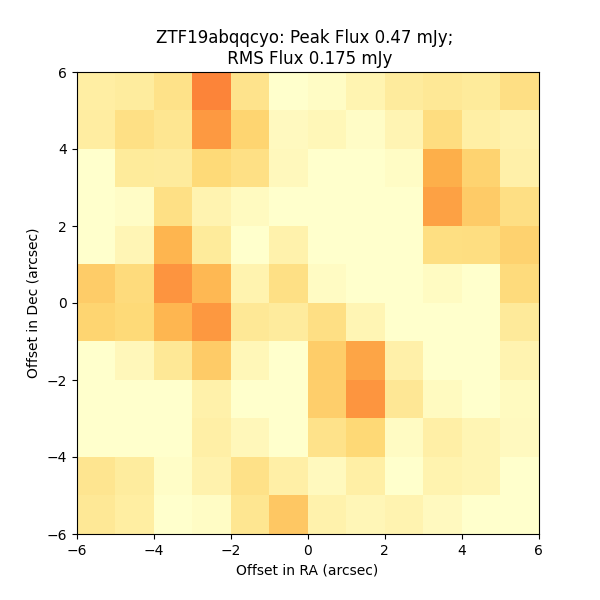 ZTF19abqqcyo: Peak Flux 0.47 mJy;
RMS Flux 0.175 mJy
6
4
2
0
−2
−4
−6
Offset in Dec (arcsec)
−6 −4 −2 0 2 4 6
Offset in RA (arcsec)